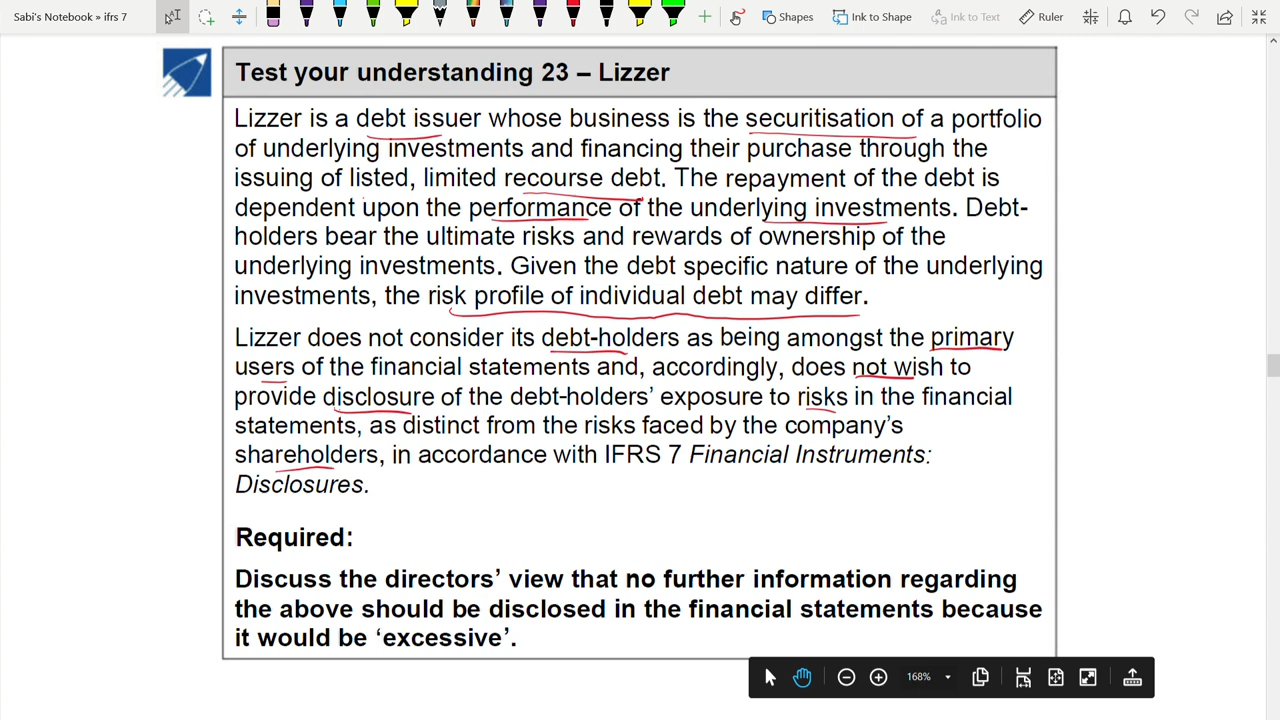 Sabi's Notebook » ifrs 7
Shapes
Ink to Shape
Ink to Text
Ruler
Test your understanding 23 – Lizzer
Lizzer is a debt issuer whose business is the securitisation of a portfolio
of underlying investments and financing their purchase through the
issuing of listed, limited recourse debt. The repayment of the debt is
dependent upon the performance of the underlying investments. Debt-
holders bear the ultimate risks and rewards of ownership of the
underlying investments. Given the debt specific nature of the underlying
investments, the risk profile of individual debt may differ.
Lizzer does not consider its debt-holders as being amongst the primary
users of the financial statements and, accordingly, does not wish to
provide disclosure of the debt-holders' exposure to risks in the financial
statements, as distinct from the risks faced by the company's
shareholders, in accordance with IFRS 7 Financial Instruments:
Disclosures.
Required:
Discuss the directors' view that no further information regarding
the above should be disclosed in the financial statements because
it would be 'excessive'.
168%